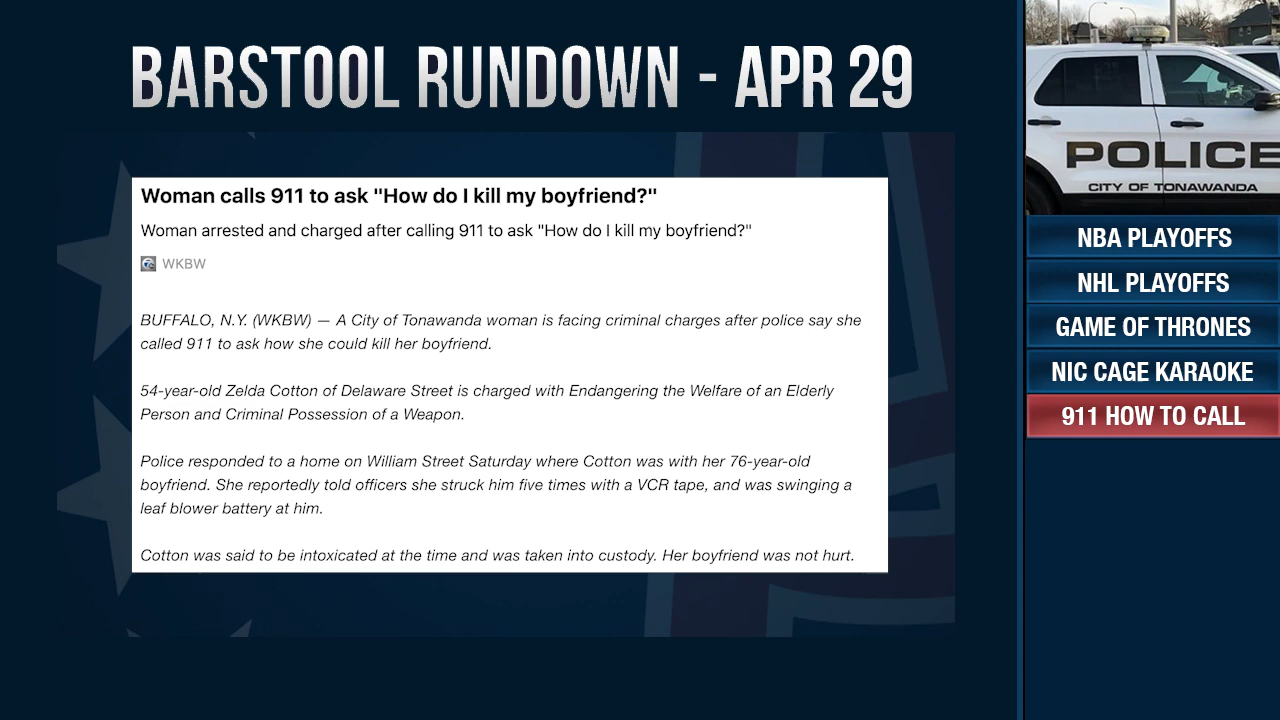 BARSTOOL RUNDOWN - APR 29
Woman calls 911 to ask "How do I kill my boyfriend?"
Woman arrested and charged after calling 911 to ask "How do I kill my boyfriend?"
WKBW
BUFFALO, N.Y. (WKBW) — A City of Tonawanda woman is facing criminal charges after police say she
called 911 to ask how she could kill her boyfriend.
54-year-old Zelda Cotton of Delaware Street is charged with Endangering the Welfare of an Elderly
Person and Criminal Possession of a Weapon.
Police responded to a home on William Street Saturday where Cotton was with her 76-year-old
boyfriend. She reportedly told officers she struck him five times with a VCR tape, and was swinging a
leaf blower battery at him.
Cotton was said to be intoxicated at the time and was taken into custody. Her boyfriend was not hurt.
POLICE
CITY OF TONAWANDA
NBA PLAYOFFS
NHL PLAYOFFS
GAME OF THRONES
NIC CAGE KARAOKE
911 HOW TO CALL